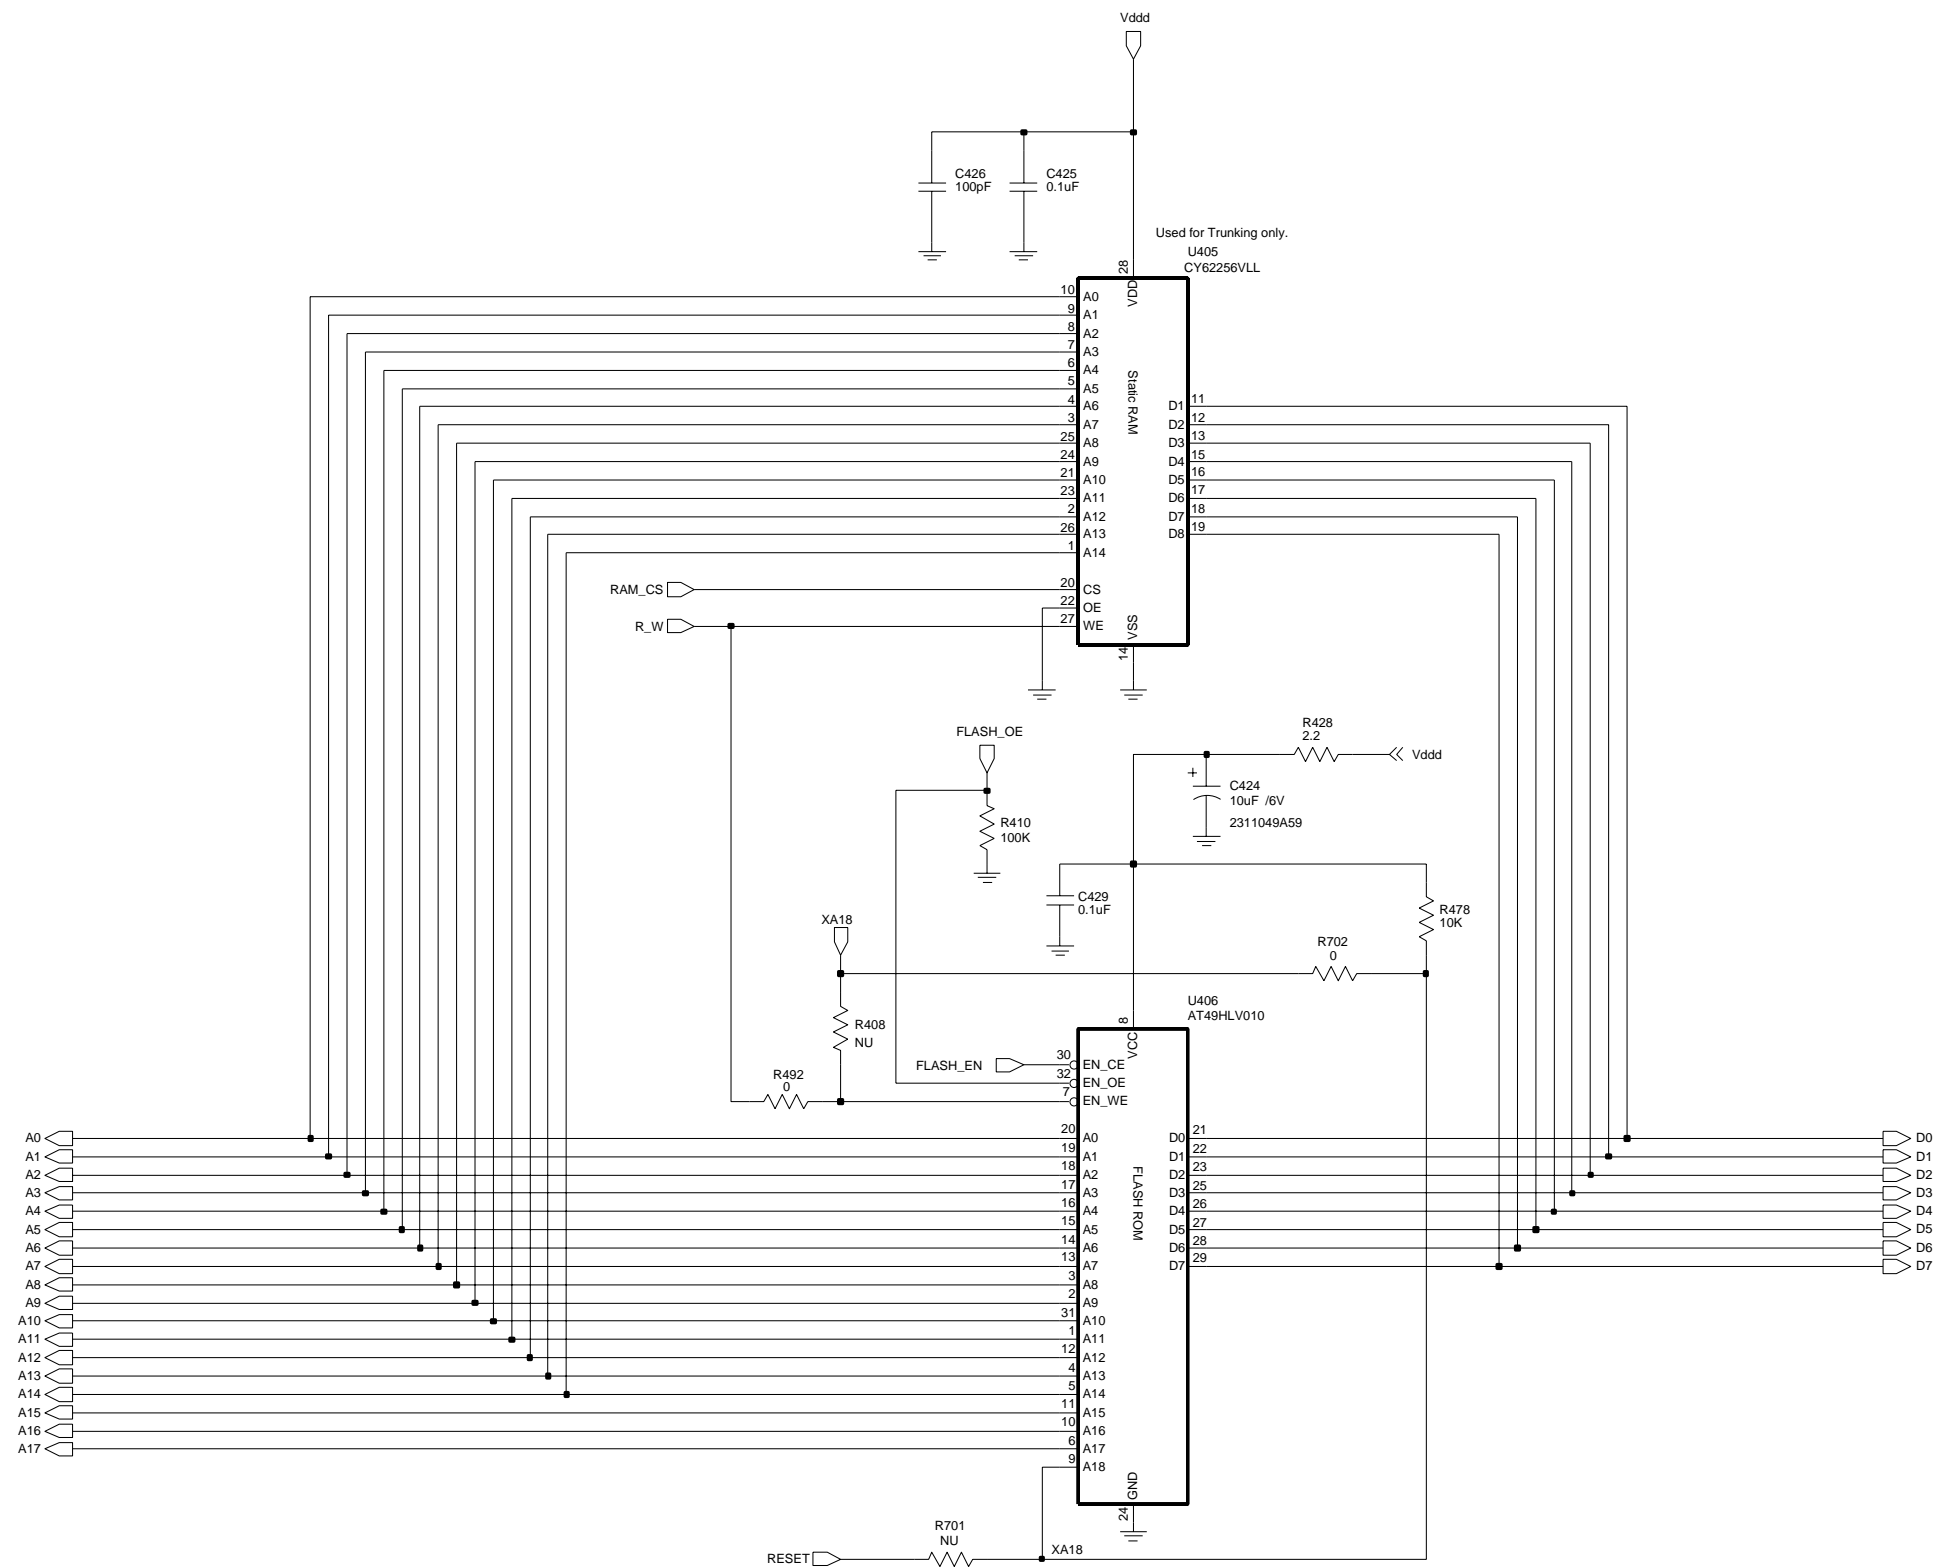 Vddd
C426
100pF
C425
0.1uF
Used for Trunking only.
U405
CY62256VLL
28
VDD
10 A0
9 A1
8 A2
7 A3
6 A4
5 A5
4 A6
3 A7
25 A8
24 A9
21 A10
23 A11
2 A12
26 A13
1 A14
Static RAM
D1 11
D2 12
D3 13
D4 15
D5 16
D6 17
D7 18
D8 19
RAM_CS
20 CS
22 OE
R_W
27 WE
VSS
14
FLASH_OE
R410
100K
R428
2.2
Vddd
+
C424
10uF /6V
2311049A59
C429
0.1uF
R478
10K
XA18
R702
0
R408
NU
R492
0
U406
AT49HLV010
8
VCC
FLASH_EN
30 EN_CE
32 EN_OE
7 EN_WE
A0 20 A0
A1 19 A1
A2 18 A2
A3 17 A3
A4 16 A4
A5 15 A5
A6 14 A6
A7 13 A7
A8 3 A8
A9 2 A9
A10 31 A10
A11 1 A11
A12 12 A12
A13 4 A13
A14 5 A14
A15 11 A15
A16 10 A16
A17 6 A17
9 A18
FLASH ROM
D0 21 D0
D1 22 D1
D2 23 D2
D3 25 D3
D4 26 D4
D5 27 D5
D6 28 D6
D7 29 D7
GND
24
R701
NU
RESET
XA18